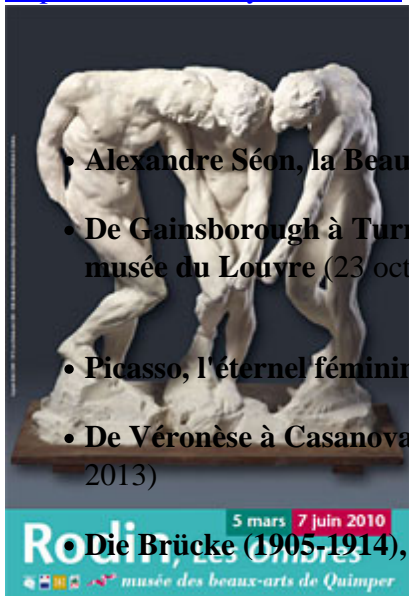 • Alexandre Séon, la Beau
• De Gainsborough à Turn
musée du Louvre (23 oct
• Picasso, l'éternel féminin
• De Véronèse à Casanova
2013)
5 mars 7 juin 2010
Rodin, Les Ombres
• Die Brücke (1905-1914),
musée des beaux-arts de Quimper